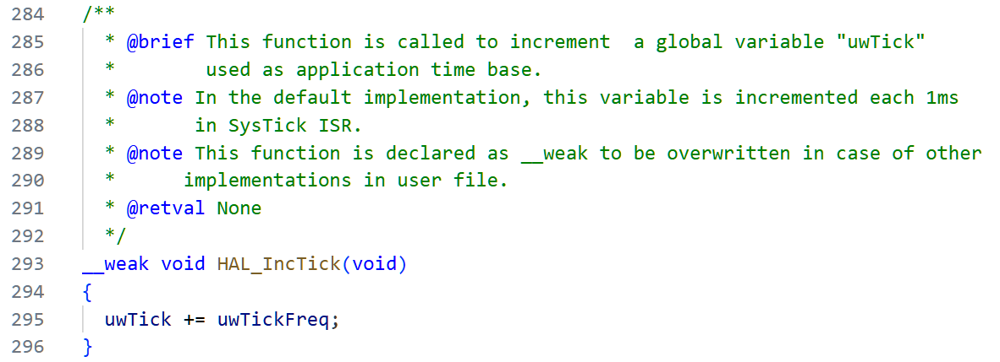 284 /**
285 * @brief This function is called to increment  a global variable "uwTick"
286 *        used as application time base.
287 * @note In the default implementation, this variable is incremented each 1ms
288 *       in SysTick ISR.
289 * @note This function is declared as __weak to be overwritten in case of other
290 *      implementations in user file.
291 * @retval None
292 */
293 __weak void HAL_IncTick(void)
294 {
295   uwTick += uwTickFreq;
296 }